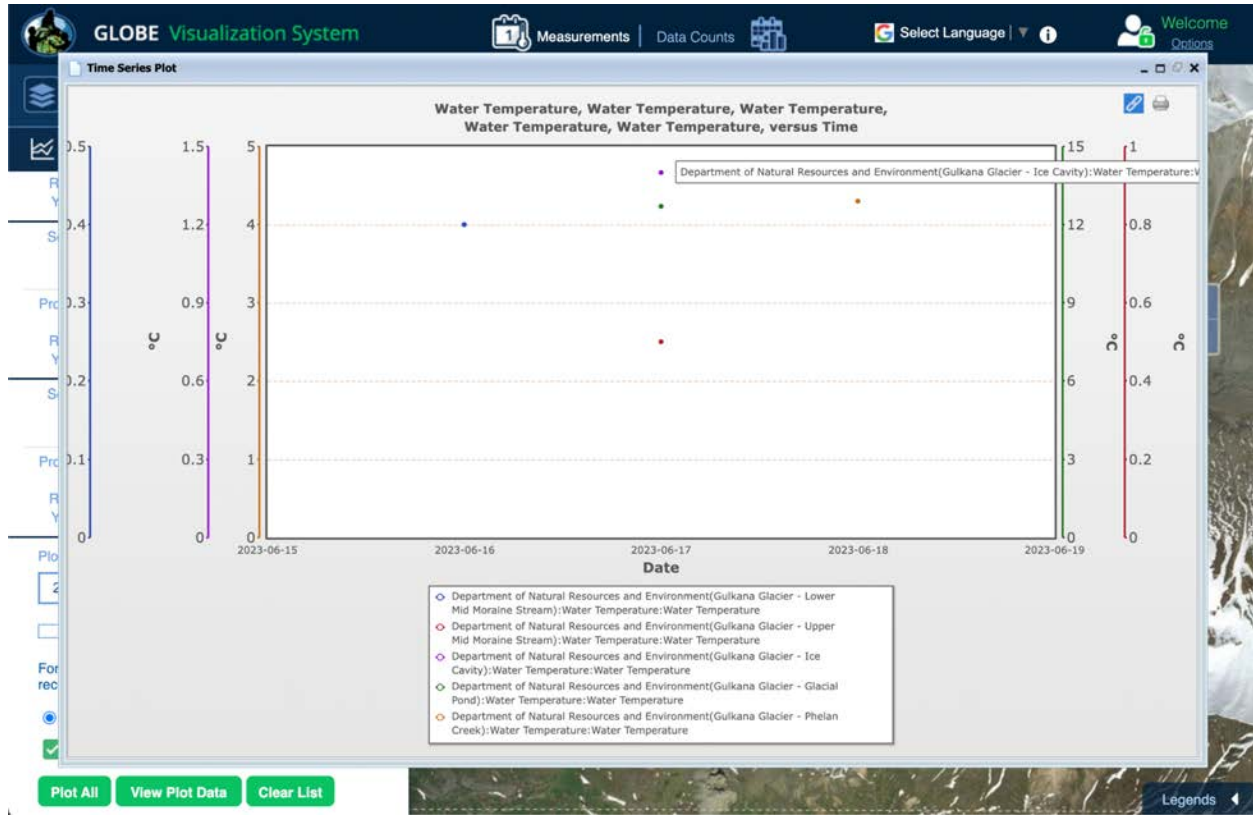 GLOBE Visualization System
Measurements | Data Counts
Select Language | ▼
Welcome
Options
Time Series Plot
Water Temperature, Water Temperature, Water Temperature,
Water Temperature, Water Temperature, versus Time
0.5 1.5 5 15 1
Department of Natural Resources and Environment(Gulkana Glacier - Ice Cavity):Water Temperature:W
0.4 1.2 4 12 0.8
0.3 0.9 3 9 0.6
°C °C °C °C
0.2 0.6 2 6 0.4
0.1 0.3 1 3 0.2
0 0 0 0 0
2023-06-15 2023-06-16 2023-06-17 2023-06-18 2023-06-19
Date
Department of Natural Resources and Environment(Gulkana Glacier - Lower
Mid Moraine Stream):Water Temperature:Water Temperature
Department of Natural Resources and Environment(Gulkana Glacier - Upper
Mid Moraine Stream):Water Temperature:Water Temperature
Department of Natural Resources and Environment(Gulkana Glacier - Ice
Cavity):Water Temperature:Water Temperature
Department of Natural Resources and Environment(Gulkana Glacier - Glacial
Pond):Water Temperature:Water Temperature
Department of Natural Resources and Environment(Gulkana Glacier - Phelan
Creek):Water Temperature:Water Temperature
Plot All View Plot Data Clear List
Legends